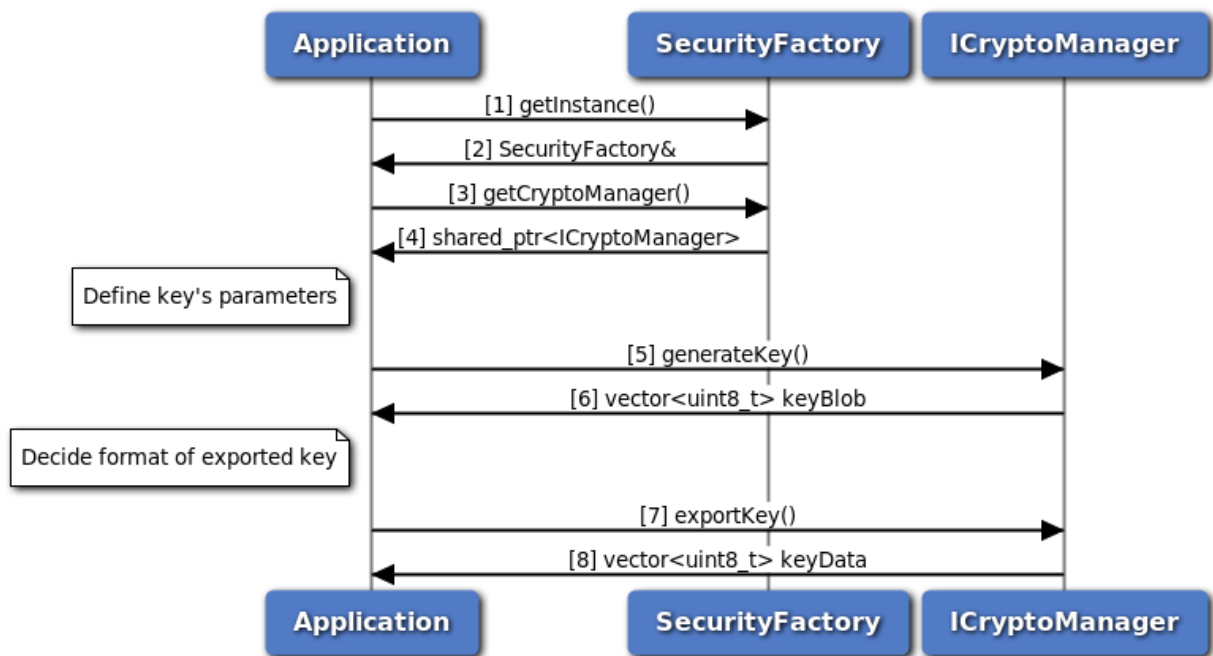 Application
SecurityFactory
ICryptoManager
[1] getInstance()
[2] SecurityFactory&
[3] getCryptoManager()
[4] shared_ptr<ICryptoManager>
Define key's parameters
[5] generateKey()
[6] vector<uint8_t> keyBlob
Decide format of exported key
[7] exportKey()
[8] vector<uint8_t> keyData
Application
SecurityFactory
ICryptoManager